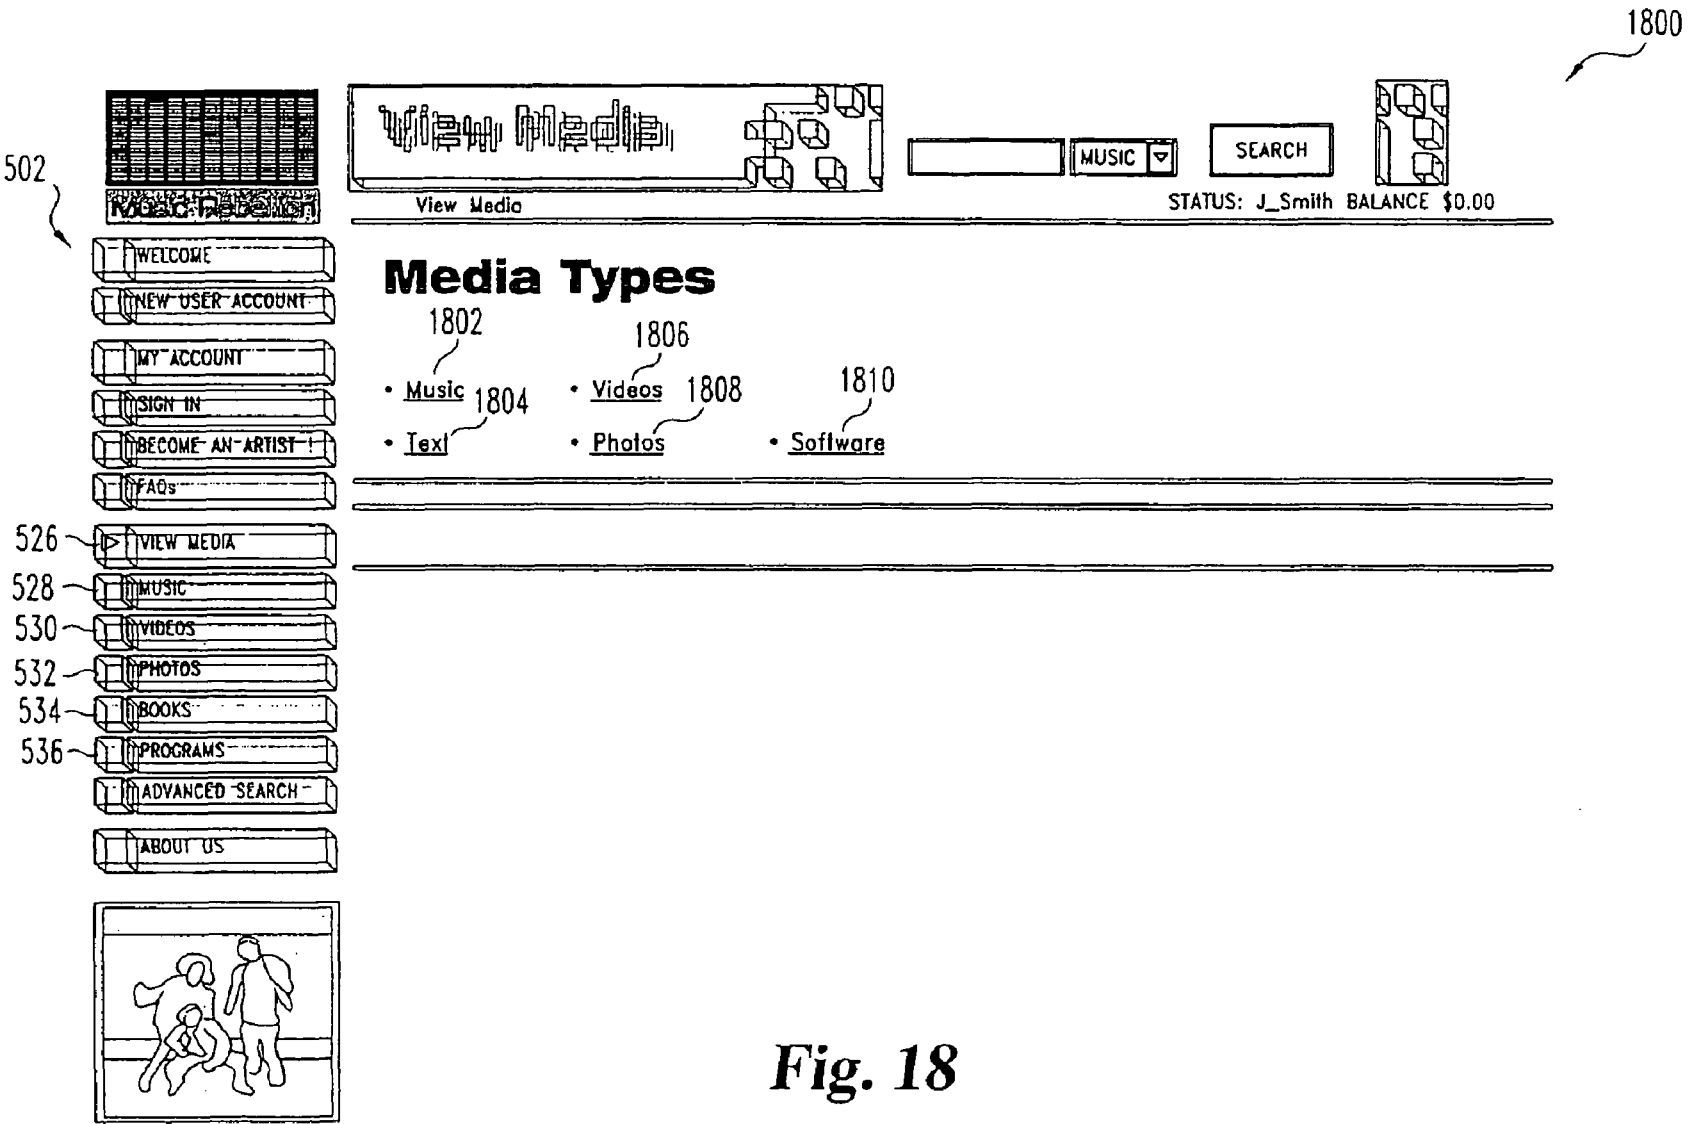 1800
View Media
MUSIC
SEARCH
502
Music Rebellion
View Media
STATUS: J_Smith BALANCE $0.00
WELCOME
NEW USER ACCOUNT
MY ACCOUNT
SIGN IN
BECOME AN ARTIST !
FAQs
526 VIEW MEDIA
528 MUSIC
530 VIDEOS
532 PHOTOS
534 BOOKS
536 PROGRAMS
ADVANCED SEARCH
ABOUT US
Media Types
1802 1806
• Music • Videos
1804 1808 1810
• Text • Photos • Software
Fig. 18